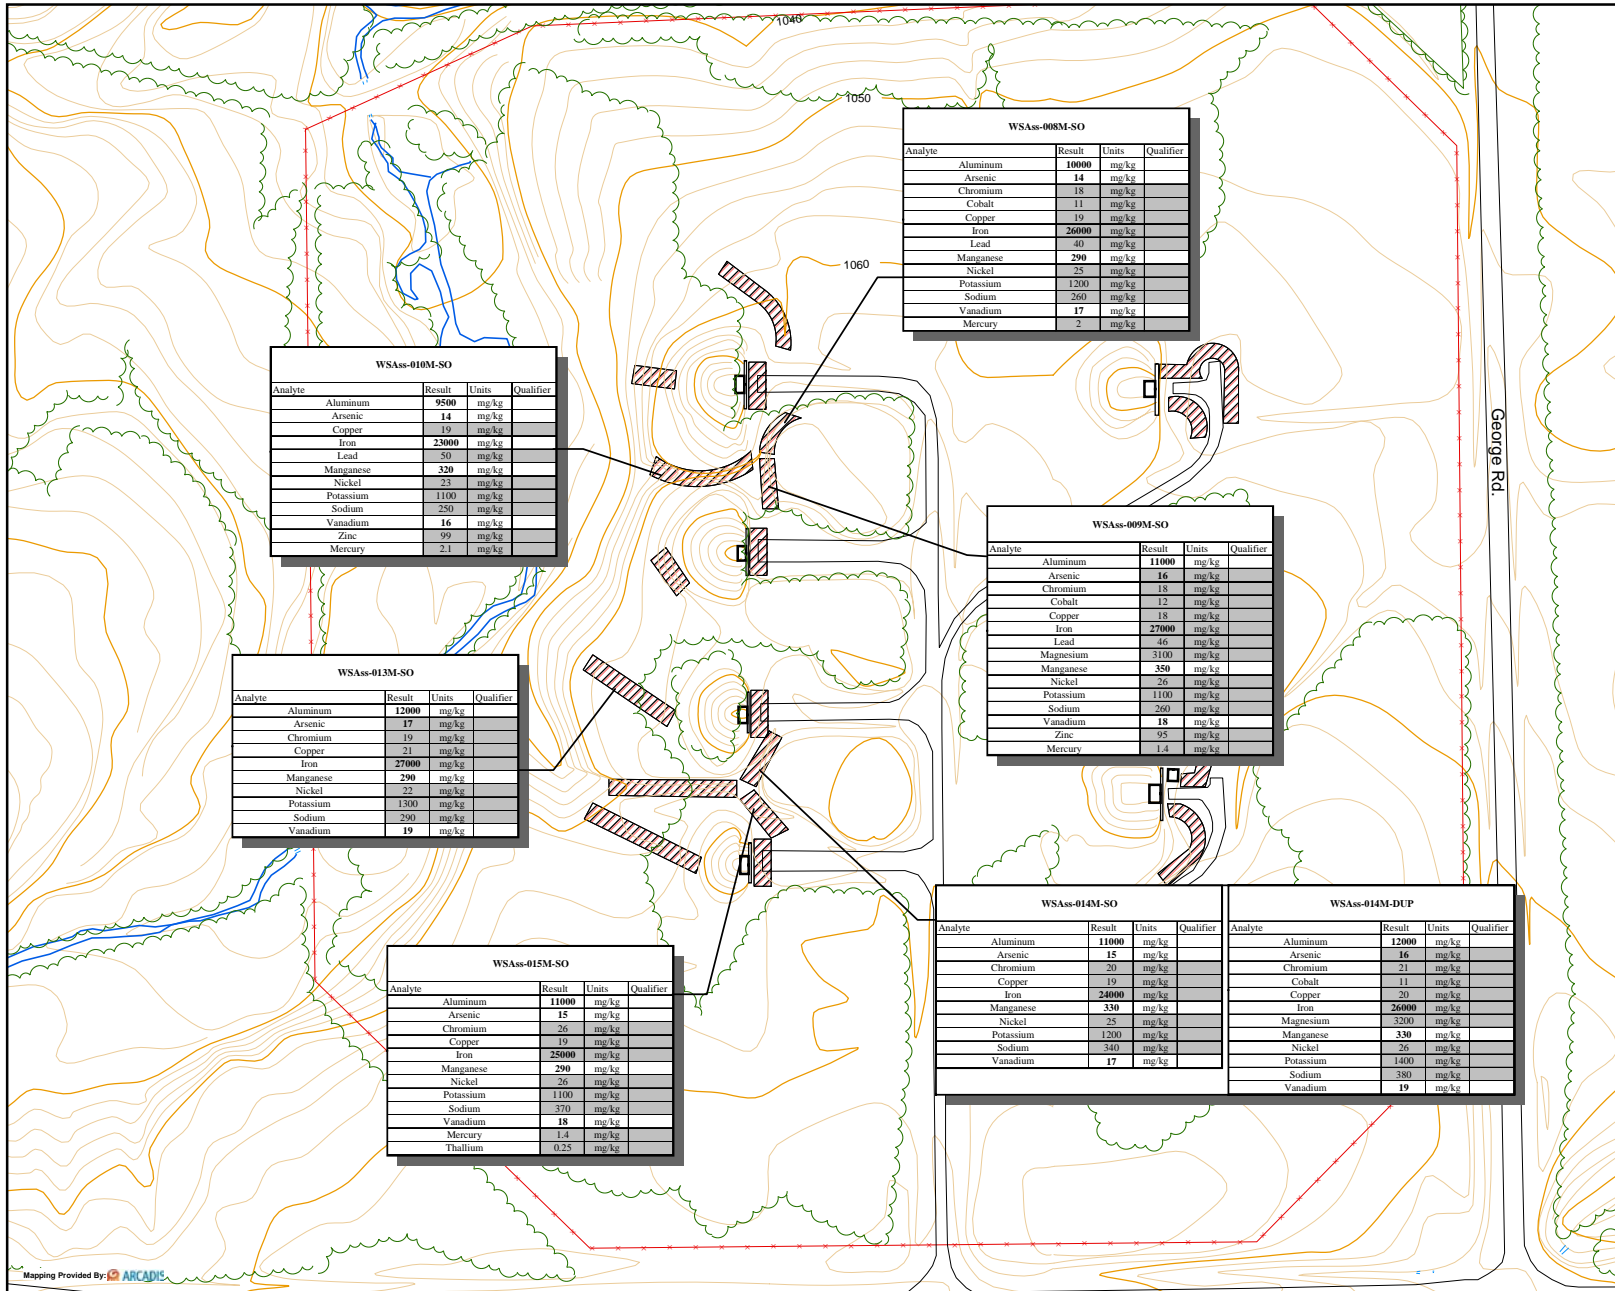 1040
1050
1060
George Rd.
WSAss-008M-SO
Analyte Result Units Qualifier
Aluminum 10000 mg/kg
Arsenic 14 mg/kg
Chromium 18 mg/kg
Cobalt 11 mg/kg
Copper 19 mg/kg
Iron 26000 mg/kg
Lead 40 mg/kg
Manganese 290 mg/kg
Nickel 25 mg/kg
Potassium 1200 mg/kg
Sodium 260 mg/kg
Vanadium 17 mg/kg
Mercury 2 mg/kg
WSAss-010M-SO
Analyte Result Units Qualifier
Aluminum 9500 mg/kg
Arsenic 14 mg/kg
Copper 19 mg/kg
Iron 23000 mg/kg
Lead 50 mg/kg
Manganese 320 mg/kg
Nickel 23 mg/kg
Potassium 1100 mg/kg
Sodium 250 mg/kg
Vanadium 16 mg/kg
Zinc 99 mg/kg
Mercury 2.1 mg/kg
WSAss-009M-SO
Analyte Result Units Qualifier
Aluminum 11000 mg/kg
Arsenic 16 mg/kg
Chromium 18 mg/kg
Cobalt 12 mg/kg
Copper 18 mg/kg
Iron 27000 mg/kg
Lead 46 mg/kg
Magnesium 3100 mg/kg
Manganese 350 mg/kg
Nickel 26 mg/kg
Potassium 1100 mg/kg
Sodium 260 mg/kg
Vanadium 18 mg/kg
Zinc 95 mg/kg
Mercury 1.4 mg/kg
WSAss-013M-SO
Analyte Result Units Qualifier
Aluminum 12000 mg/kg
Arsenic 17 mg/kg
Chromium 19 mg/kg
Copper 21 mg/kg
Iron 27000 mg/kg
Manganese 290 mg/kg
Nickel 22 mg/kg
Potassium 1300 mg/kg
Sodium 290 mg/kg
Vanadium 19 mg/kg
WSAss-014M-SO
Analyte Result Units Qualifier
Aluminum 11000 mg/kg
Arsenic 15 mg/kg
Chromium 20 mg/kg
Copper 19 mg/kg
Iron 24000 mg/kg
Manganese 330 mg/kg
Nickel 25 mg/kg
Potassium 1200 mg/kg
Sodium 340 mg/kg
Vanadium 17 mg/kg
WSAss-014M-DUP
Analyte Result Units Qualifier
Aluminum 12000 mg/kg
Arsenic 16 mg/kg
Chromium 21 mg/kg
Cobalt 11 mg/kg
Copper 20 mg/kg
Iron 26000 mg/kg
Magnesium 3200 mg/kg
Manganese 330 mg/kg
Nickel 26 mg/kg
Potassium 1400 mg/kg
Sodium 380 mg/kg
Vanadium 19 mg/kg
WSAss-015M-SO
Analyte Result Units Qualifier
Aluminum 11000 mg/kg
Arsenic 15 mg/kg
Chromium 26 mg/kg
Copper 19 mg/kg
Iron 25000 mg/kg
Manganese 290 mg/kg
Nickel 26 mg/kg
Potassium 1100 mg/kg
Sodium 370 mg/kg
Vanadium 18 mg/kg
Mercury 1.4 mg/kg
Thallium 0.25 mg/kg
Mapping Provided By: ARCADIS